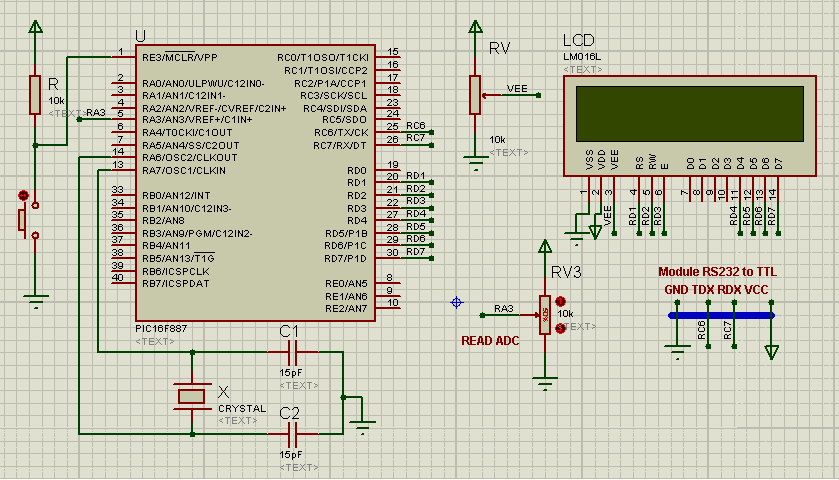 U
1 RE3/MCLR/VPP
2 RA0/AN0/ULPWU/C12IN0-
3 RA1/AN1/C12IN1-
4 RA2/AN2/VREF-/CVREF/C2IN+
5 RA3/AN3/VREF+/C1IN+
6 RA4/T0CKI/C1OUT
7 RA5/AN4/SS/C2OUT
14 RA6/OSC2/CLKOUT
13 RA7/OSC1/CLKIN
33 RB0/AN12/INT
34 RB1/AN10/C12IN3-
35 RB2/AN8
36 RB3/AN9/PGM/C12IN2-
37 RB4/AN11
38 RB5/AN13/T1G
39 RB6/ICSPCLK
40 RB7/ICSPDAT
RC0/T1OSO/T1CKI 15
RC1/T1OSI/CCP2 16
RC2/P1A/CCP1 17
RC3/SCK/SCL 18
RC4/SDI/SDA 23
RC5/SDO 24
RC6/TX/CK 25 RC6
RC7/RX/DT 26 RC7
RD0 19
RD1 20 RD1
RD2 21 RD2
RD3 22 RD3
RD4 27 RD4
RD5/P1B 28 RD5
RD6/P1C 29 RD6
RD7/P1D 30 RD7
RE0/AN5 8
RE1/AN6 9
RE2/AN7 10
PIC16F887
<TEXT>
R
10k
<TEXT>
RA3
C1
15pF
<TEXT>
X
CRYSTAL
<TEXT>
C2
15pF
<TEXT>
RV
VEE
10k
<TEXT>
LCD
LM016L
<TEXT>
VSS VDD VEE RS RW E D0 D1 D2 D3 D4 D5 D6 D7
1 2 3 4 5 6 7 8 9 10 11 12 13 14
VEE RD1 RD2 RD3 RD4 RD5 RD6 RD7
RV3
RA3
50%
10k
<TEXT>
READ ADC
Module RS232 to TTL
GND TDX RDX VCC
RC6 RC7